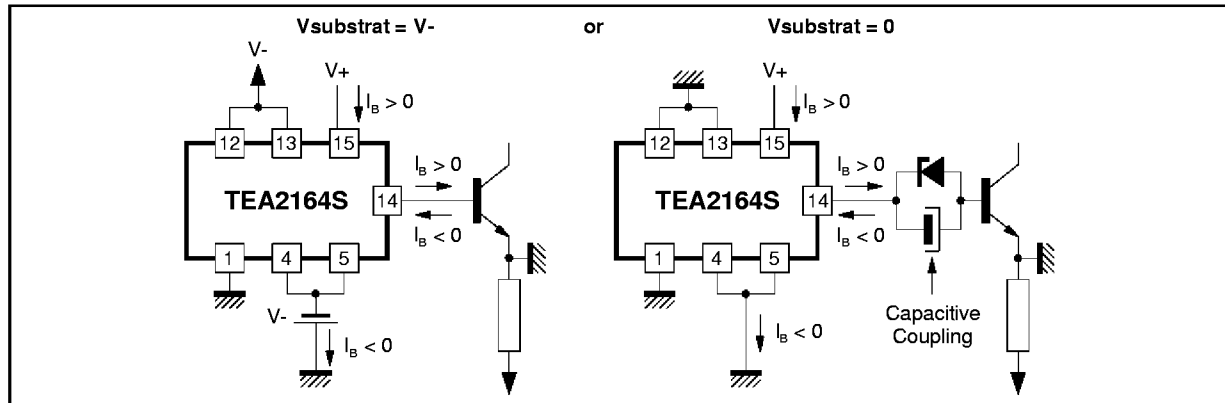 Vsubstrat = V- or Vsubstrat = 0
V-
V+
I_B > 0
12 13 15
TEA2164S
14
I_B > 0
I_B < 0
1 4 5
V-
I_B < 0
V+
I_B > 0
12 13 15
TEA2164S
14
I_B > 0
I_B < 0
1 4 5
I_B < 0
Capacitive
Coupling